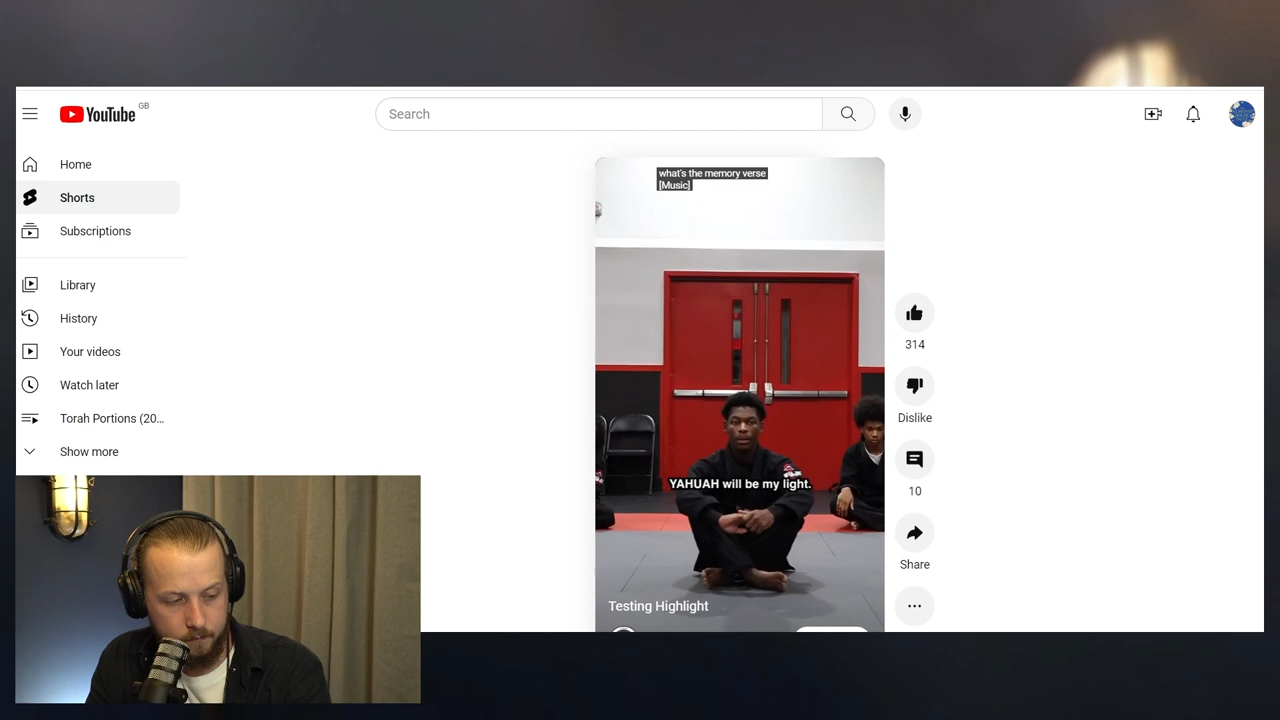 YouTube
GB
Search
Home
Shorts
Subscriptions
Library
History
Your videos
Watch later
Torah Portions (20...
Show more
what's the memory verse
[Music]
YAHUAH will be my light.
Testing Highlight
314
Dislike
10
Share